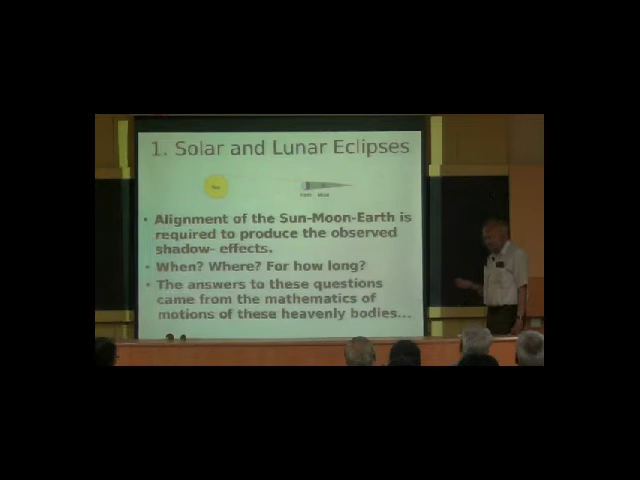 1. Solar and Lunar Eclipses
• Alignment of the Sun-Moon-Earth is
required to produce the observed
shadow- effects.
• When? Where? For how long?
• The answers to these questions
came from the mathematics of
motions of these heavenly bodies...